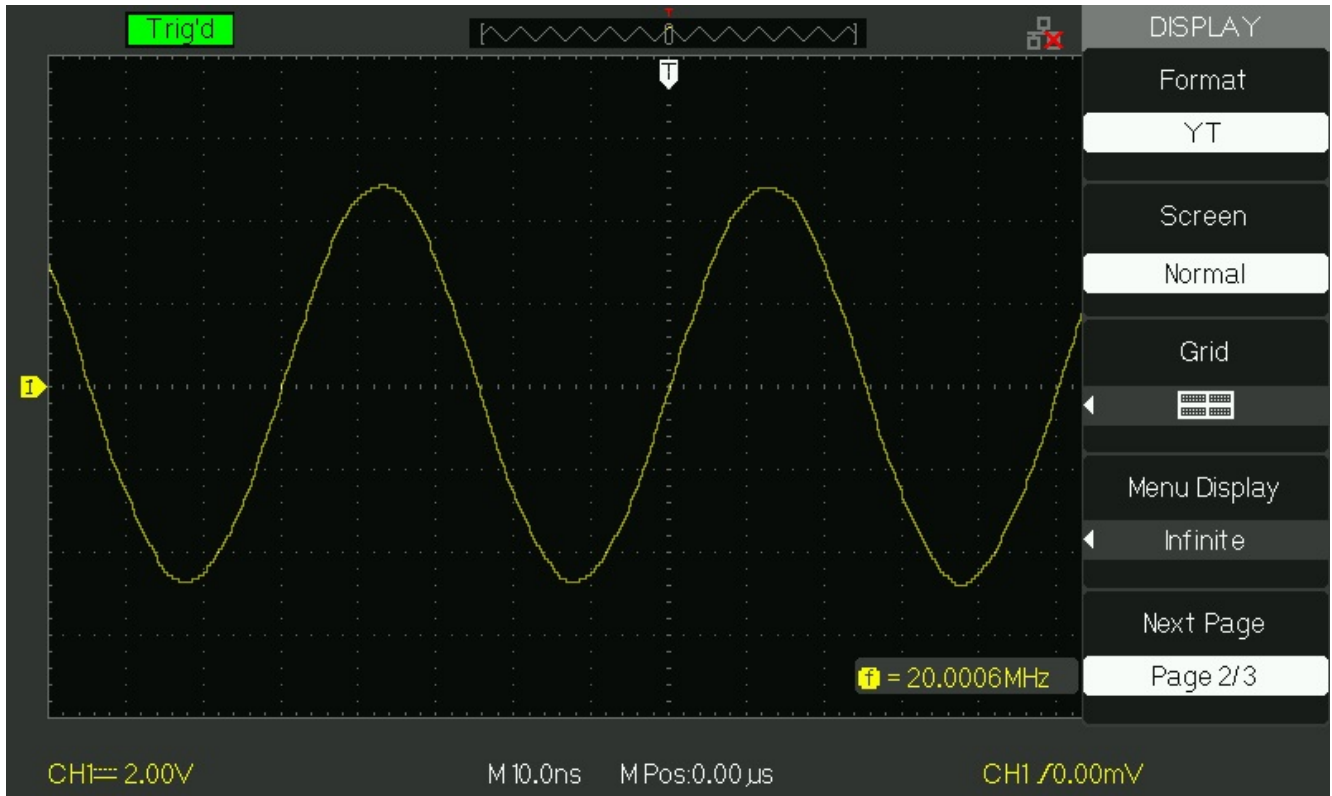 Trig'd
T
DISPLAY
T
Format
YT
Screen
Normal
Grid
Menu Display
Infinite
Next Page
Page 2/3
f = 20.0006MHz
CH1 2.00V
M 10.0ns
M Pos:0.00µs
CH1 0.00mV